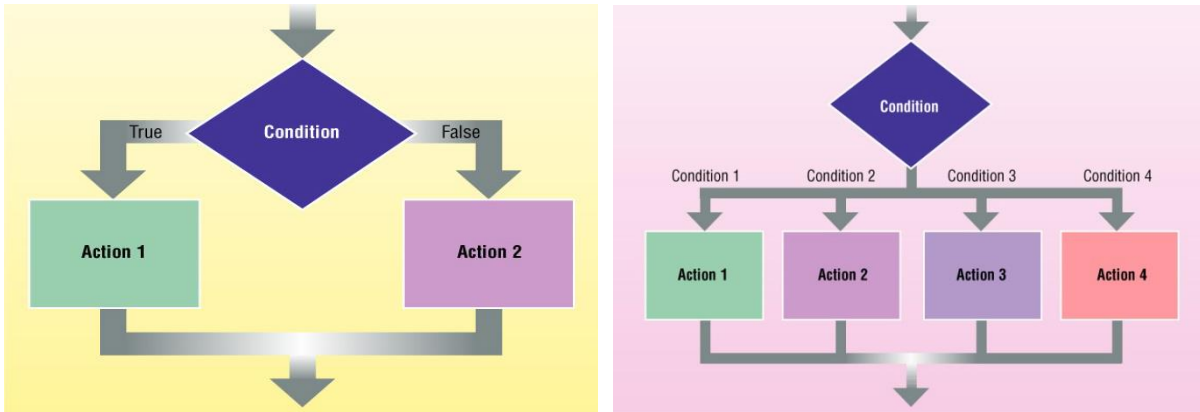 True
Condition
False
Action 1
Action 2
Condition
Condition 1
Condition 2
Condition 3
Condition 4
Action 1
Action 2
Action 3
Action 4